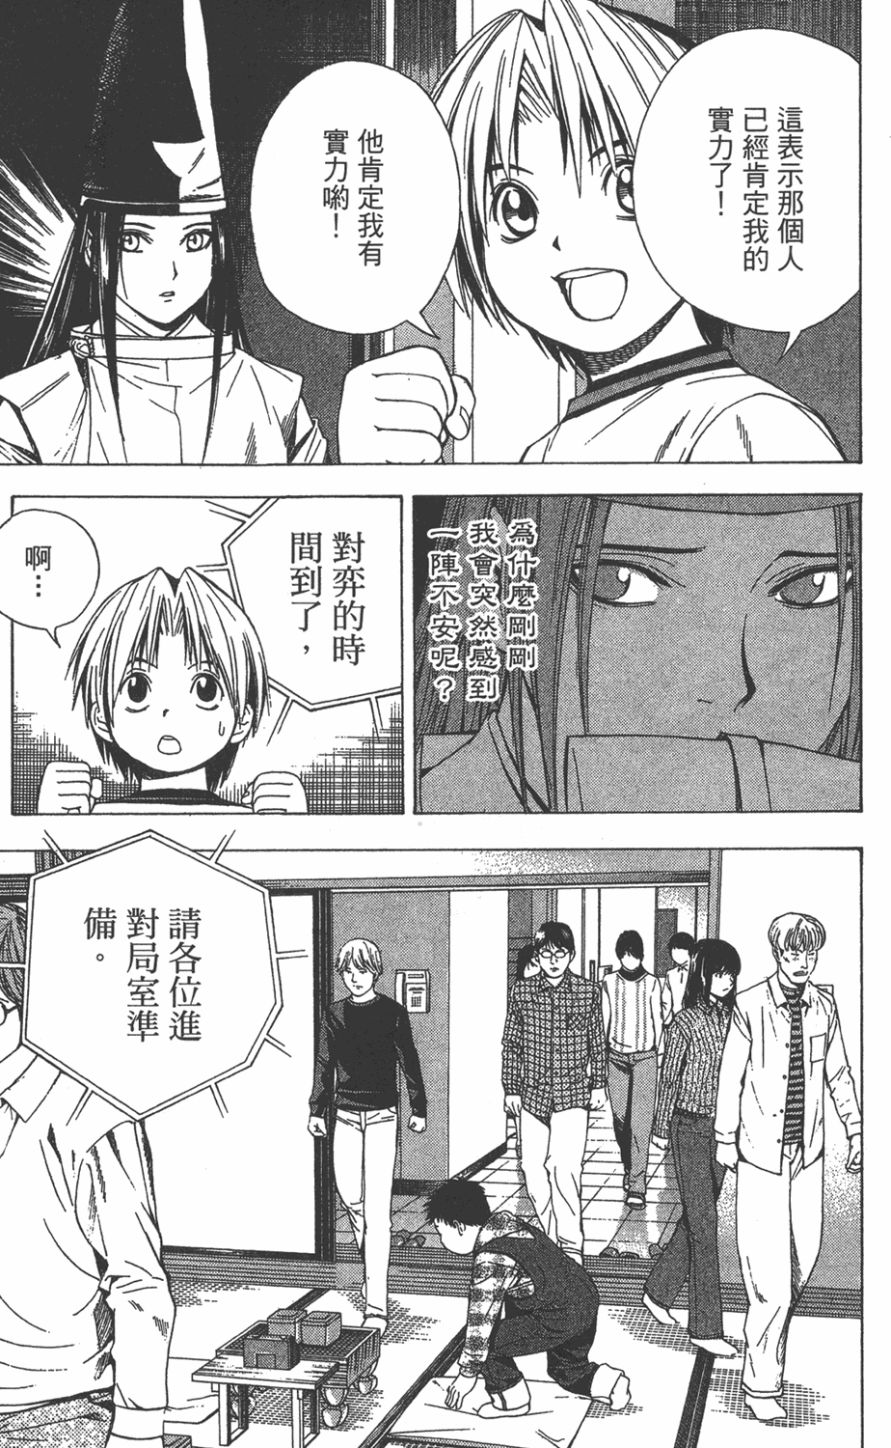 這表示那個人
已經肯定我的
實力了！
他肯定我有
實力喲！
為什麼剛剛
我會突然感到
一陣不安呢？
對弈的時
間到了，
啊…
請各位進
對局室準
備。